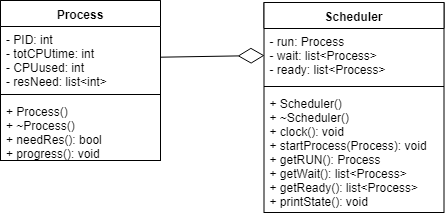 Process
- PID: int
- totCPUtime: int
- CPUused: int
- resNeed: list<int>
+ Process()
+ ~Process()
+ needRes(): bool
+ progress(): void
Scheduler
- run: Process
- wait: list<Process>
- ready: list<Process>
+ Scheduler()
+ ~Scheduler()
+ clock(): void
+ startProcess(Process): void
+ getRUN(): Process
+ getWait(): list<Process>
+ getReady(): list<Process>
+ printState(): void